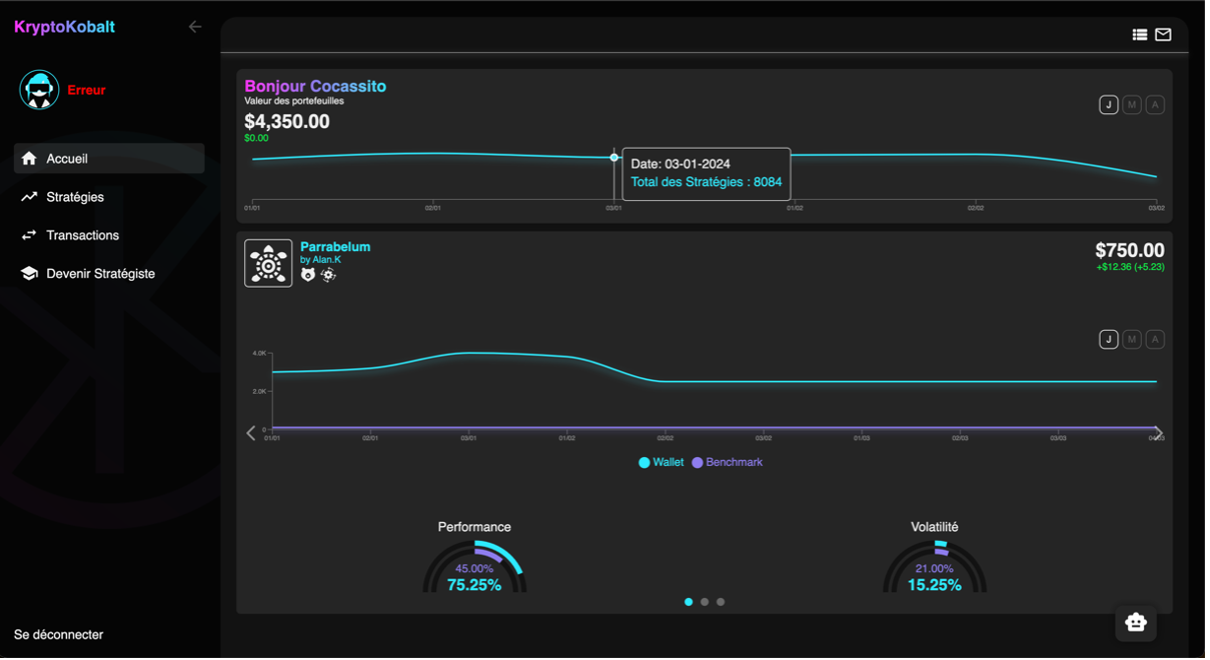 KryptoKobalt
Erreur
Accueil
Stratégies
Transactions
Devenir Stratégiste
Se déconnecter
Bonjour Cocassito
Valeur des portefeuilles
$4,350.00
$0.00
J M A
Date: 03-01-2024
Total des Stratégies : 8084
01/01 02/01 03/01 01/02 02/02 03/02
Parrabelum
by Alan.K
$750.00
+$12.36 (+5.23)
J M A
4.0K
2.0K
0
01/01 02/01 03/01 01/02 02/02 03/02 01/03 02/03 03/03 04/03
Wallet Benchmark
Performance
45.00%
75.25%
Volatilité
21.00%
15.25%